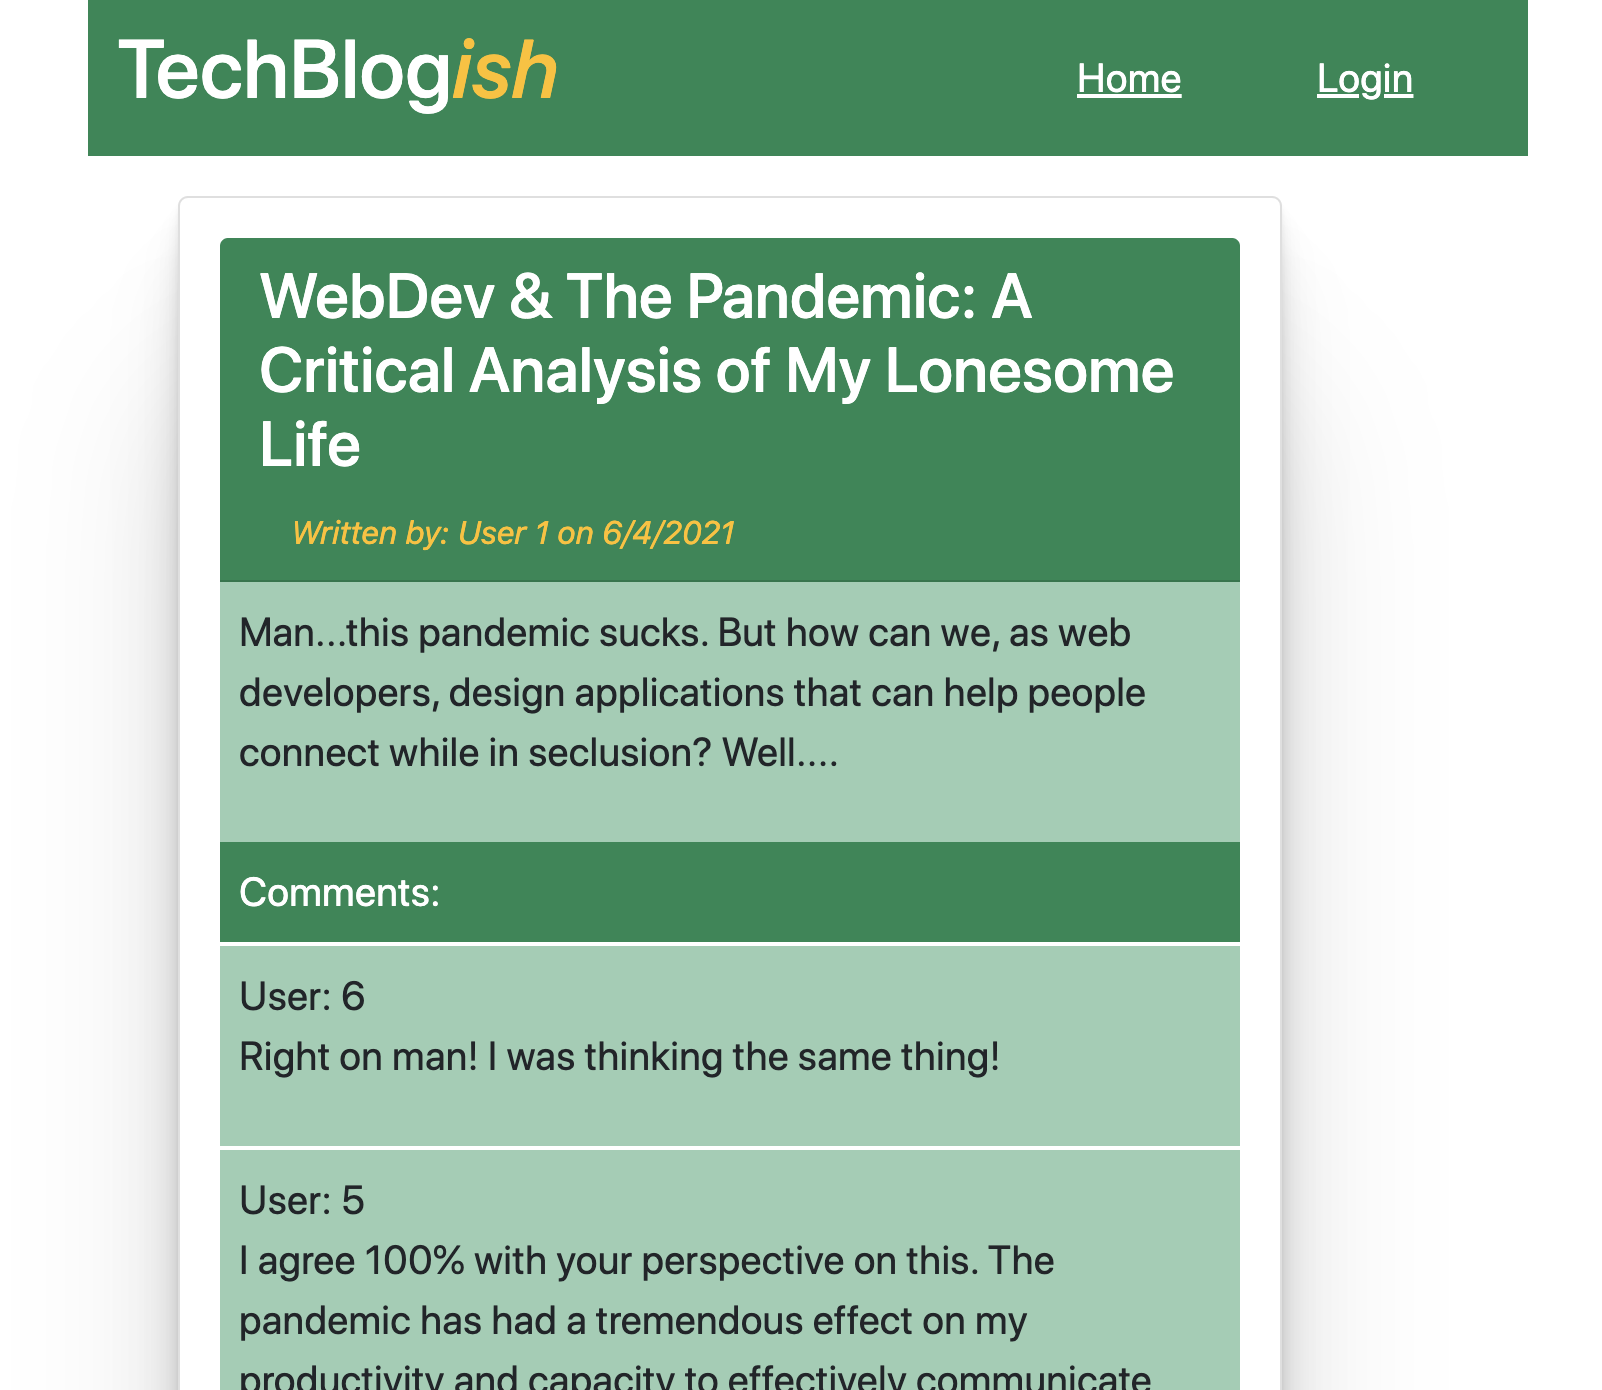 TechBlogish
Home
Login
WebDev & The Pandemic: A
Critical Analysis of My Lonesome
Life
Written by: User 1 on 6/4/2021
Man...this pandemic sucks. But how can we, as web
developers, design applications that can help people
connect while in seclusion? Well....
Comments:
User: 6
Right on man! I was thinking the same thing!
User: 5
I agree 100% with your perspective on this. The
pandemic has had a tremendous effect on my
productivity and capacity to effectively communicate